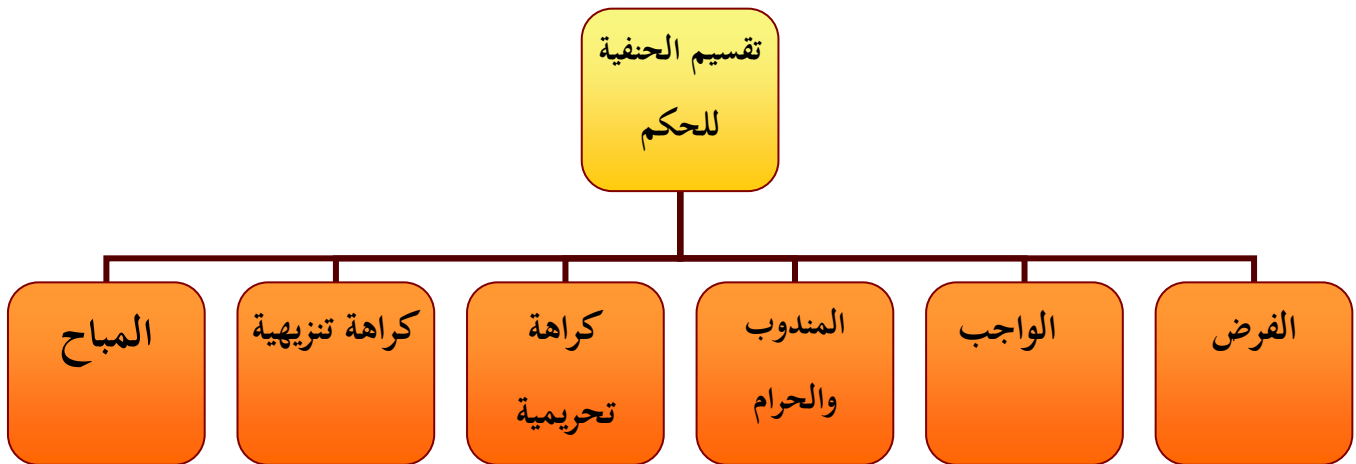 تقسيم الحنفية
للحكم
الفرض
الواجب
المندوب
والحرام
كراهة
تحريمية
كراهة تنزيهية
المباح